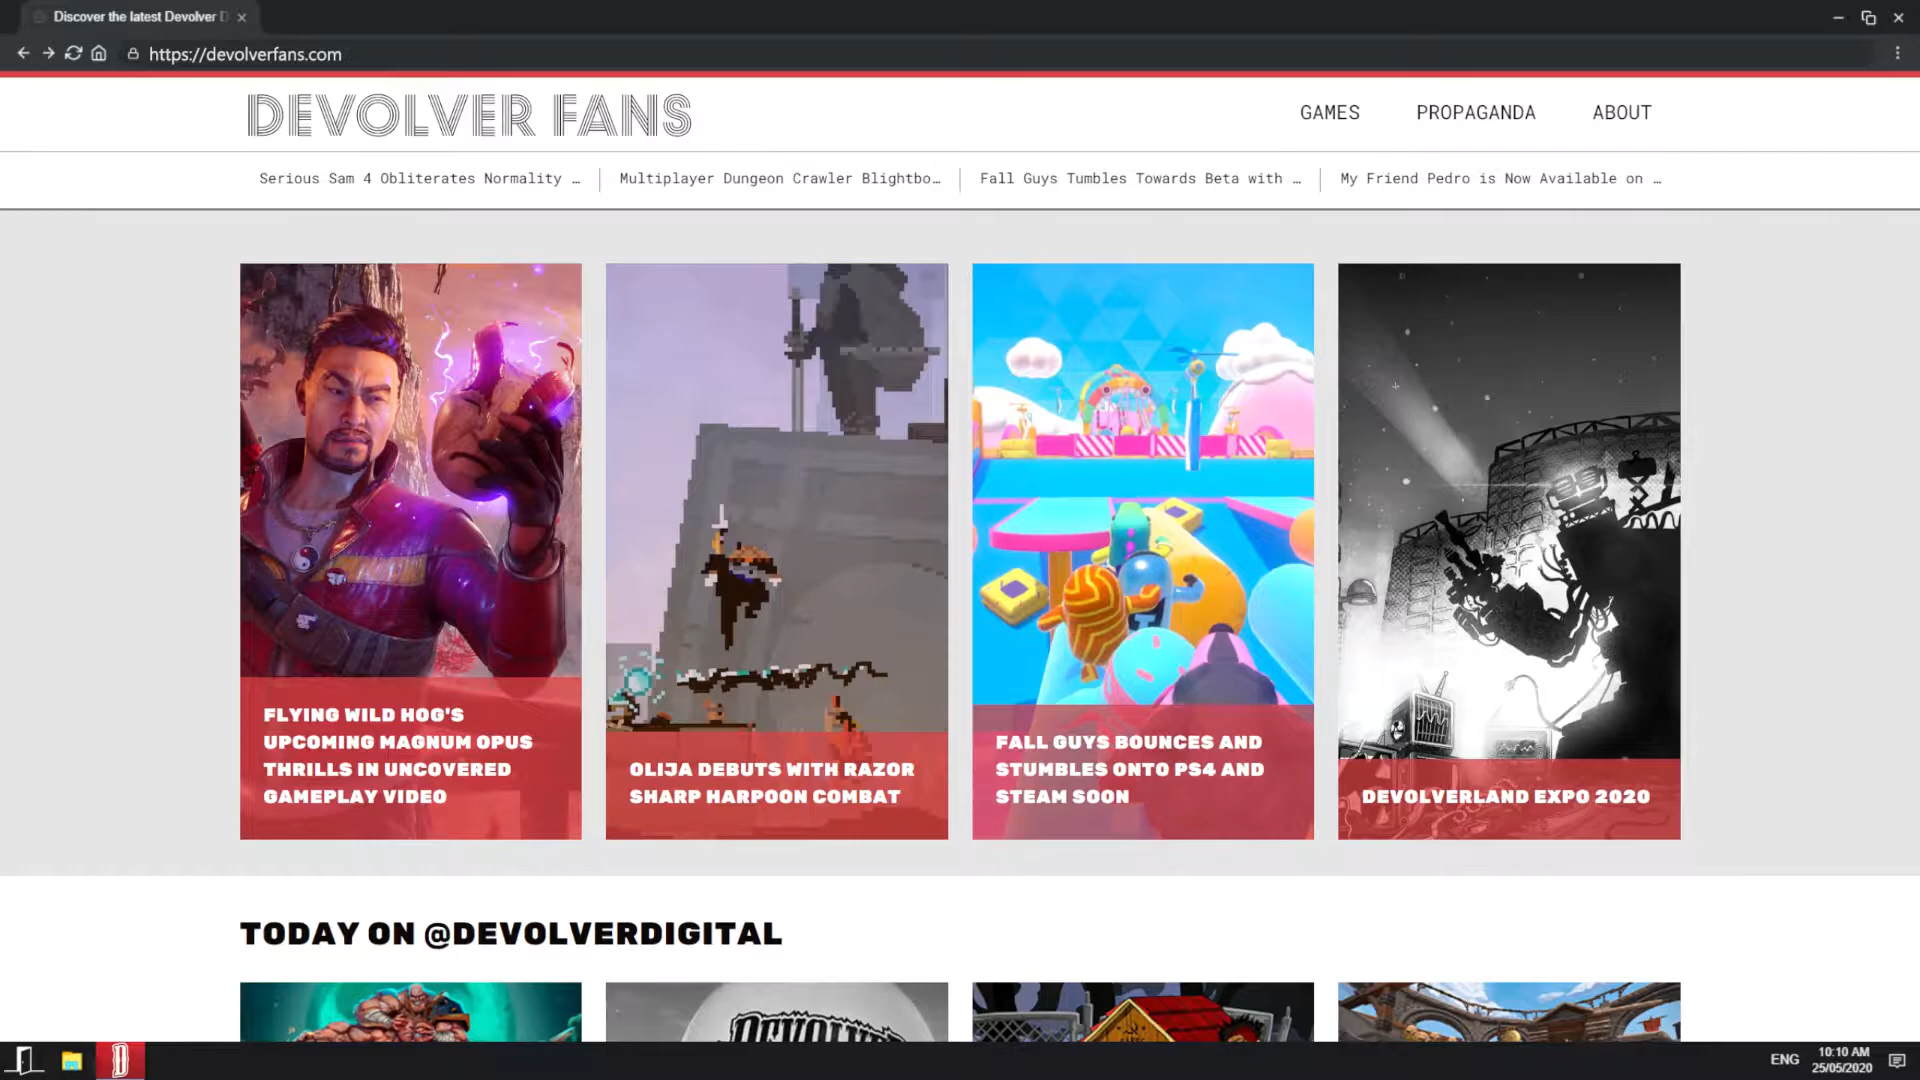 Discover the latest Devolver D
https://devolverfans.com
DEVOLVER FANS
GAMES
PROPAGANDA
ABOUT
Serious Sam 4 Obliterates Normality …
Multiplayer Dungeon Crawler Blightbo…
Fall Guys Tumbles Towards Beta with …
My Friend Pedro is Now Available on …
FLYING WILD HOG'S
UPCOMING MAGNUM OPUS
THRILLS IN UNCOVERED
GAMEPLAY VIDEO
OLIJA DEBUTS WITH RAZOR
SHARP HARPOON COMBAT
FALL GUYS BOUNCES AND
STUMBLES ONTO PS4 AND
STEAM SOON
DEVOLVERLAND EXPO 2020
TODAY ON @DEVOLVERDIGITAL
ENG
10:10 AM
25/05/2020